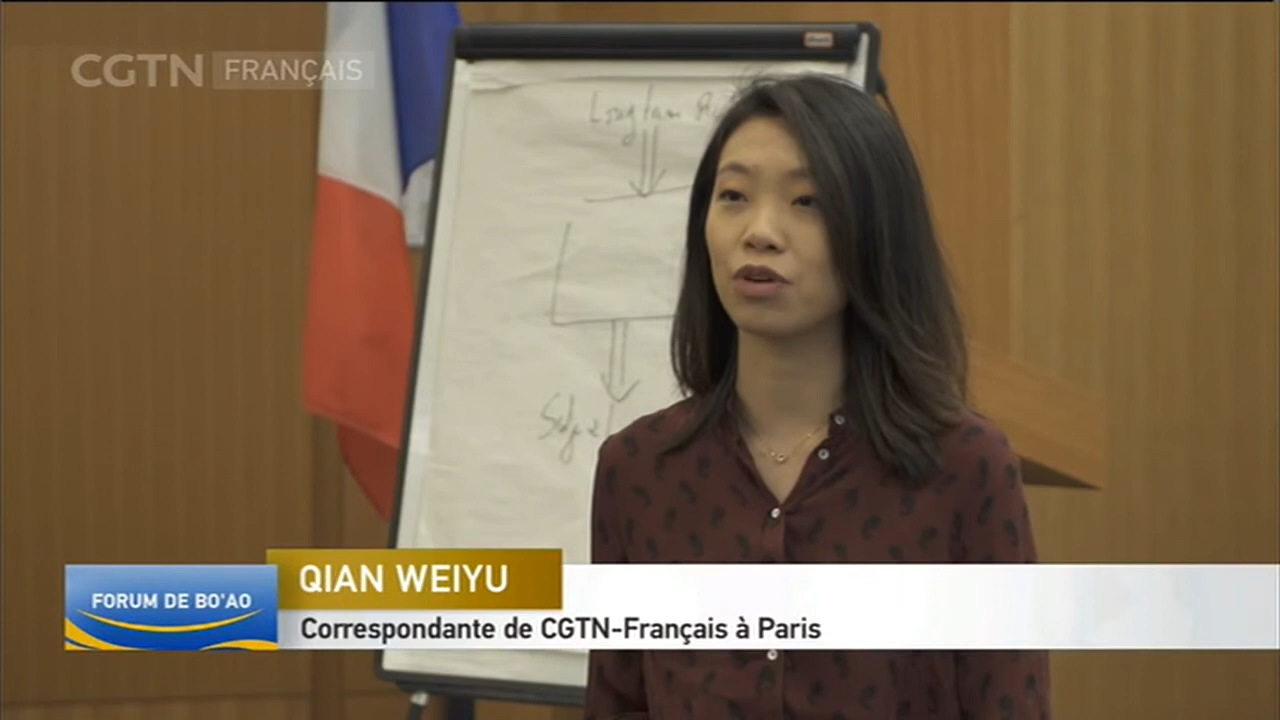 CGTN FRANÇAIS
QIAN WEIYU
FORUM DE BO'AO
Correspondante de CGTN-Français à Paris